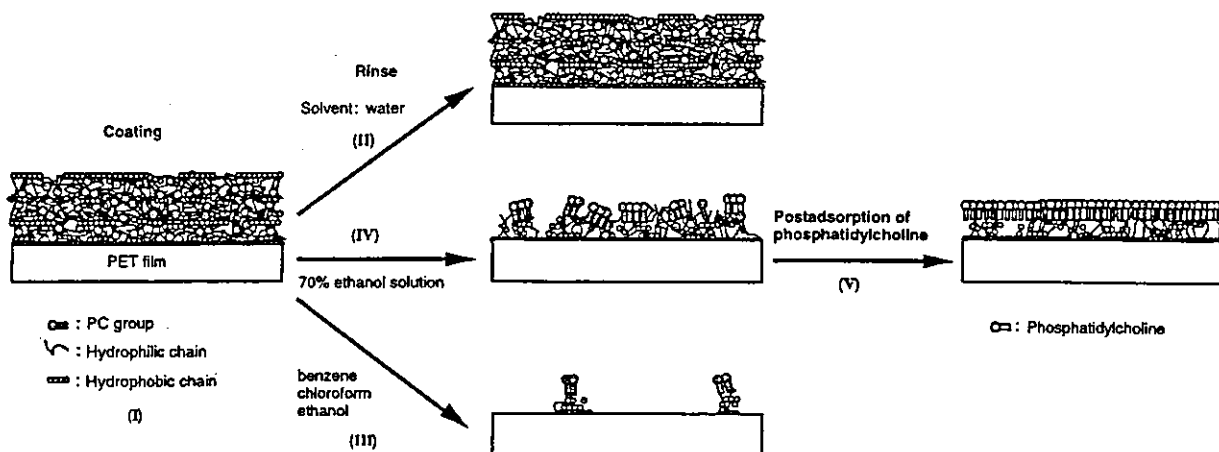 Coating
PET film
: PC group
: Hydrophilic chain
: Hydrophobic chain
(I)
Rinse
Solvent: water
(II)
(IV)
70% ethanol solution
benzene
chloroform
ethanol
(III)
Postadsorption of
phosphatidylcholine
(V)
: Phosphatidylcholine